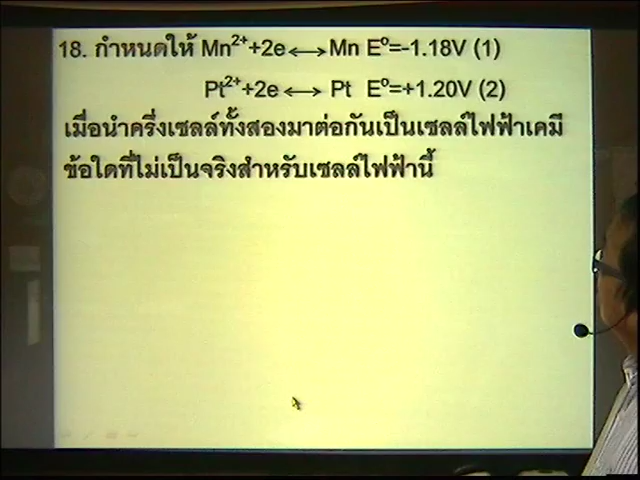 18. กำหนดให้ Mn²⁺+2e⟷Mn E°=-1.18V (1)
Pt²⁺+2e⟷ Pt E°=+1.20V (2)
เมื่อนำครึ่งเซลล์ทั้งสองมาต่อกันเป็นเซลล์ไฟฟ้าเคมี
ข้อใดที่ไม่เป็นจริงสำหรับเซลล์ไฟฟ้านี้